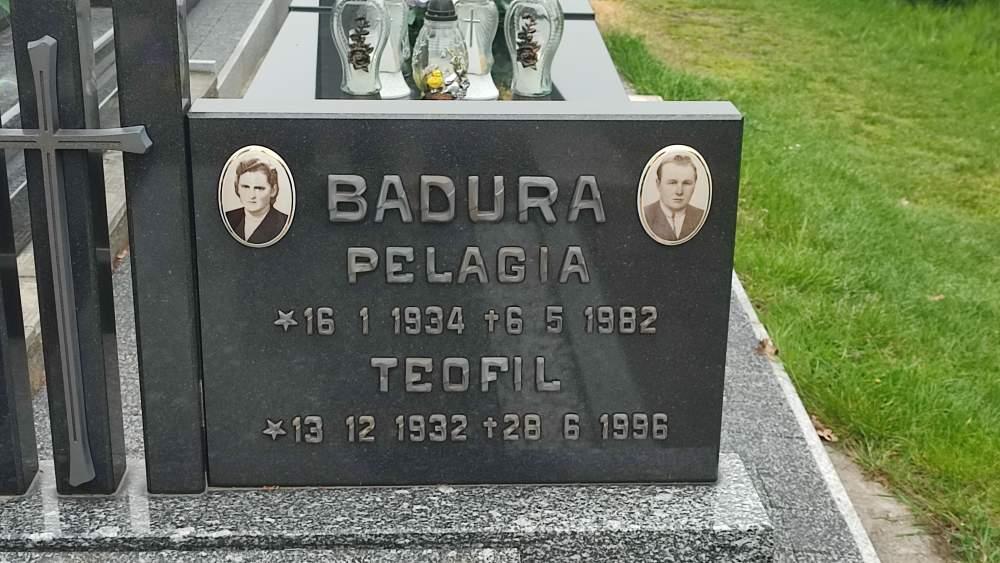 BADURA
PELAGIA
16 1 1934 6 5 1982
TEOFIL
13 12 1932 28 6 1996